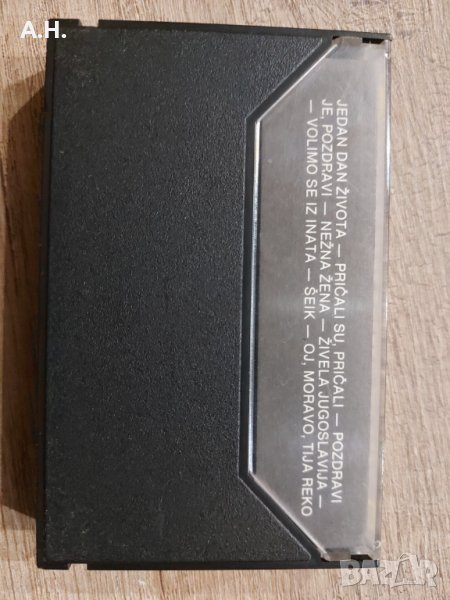 A.H.
JEDAN DAN ŽIVOTA — PRIČALI SU, PRIČALI — POZDRAVI
JE, POZDRAVI — NEŽNA ŽENA — ŽIVELA JUGOSLAVIJA —
— VOLIMO SE IZ INATA — ŠEIK — OJ, MORAVO, TIJA REKO
BAZAR